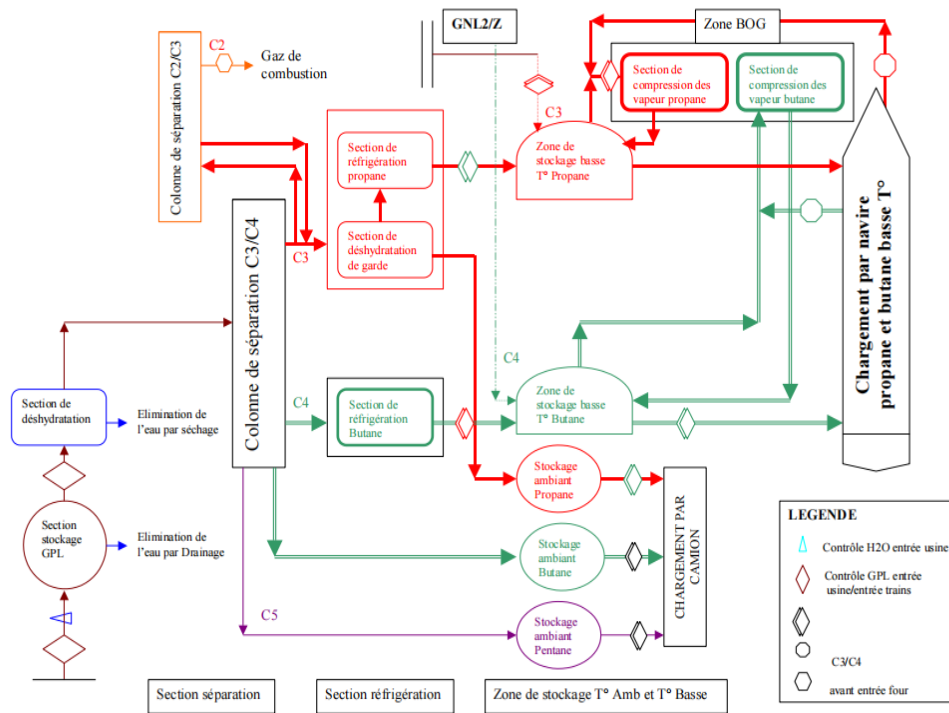 GNL2/Z
Zone BOG
C2
Gaz de
combustion
Colonne de séparation C2/C3
Section de
compression des
vapeur propane
Section de
compression des
vapeur butane
C3
Section de
réfrigération
propane
Zone de
stockage basse
T° Propane
Section de
déshydratation
de garde
C3
Colonne de séparation C3/C4
Chargement par navire
propane et butane basse T°
C4
Section de
déshydratation
Elimination de
l'eau par séchage
C4
Section de
réfrigération
Butane
Zone de
stockage basse
T° Butane
Stockage
ambiant
Propane
Section
stockage
GPL
Elimination de
l'eau par Drainage
Stockage
ambiant
Butane
CHARGEMENT PAR
CAMION
C5
Stockage
ambiant
Pentane
LEGENDE
Contrôle H2O entrée usine
Contrôle GPL entrée
usine/entrée trains
C3/C4
avant entrée four
Section séparation
Section réfrigération
Zone de stockage T° Amb et T° Basse